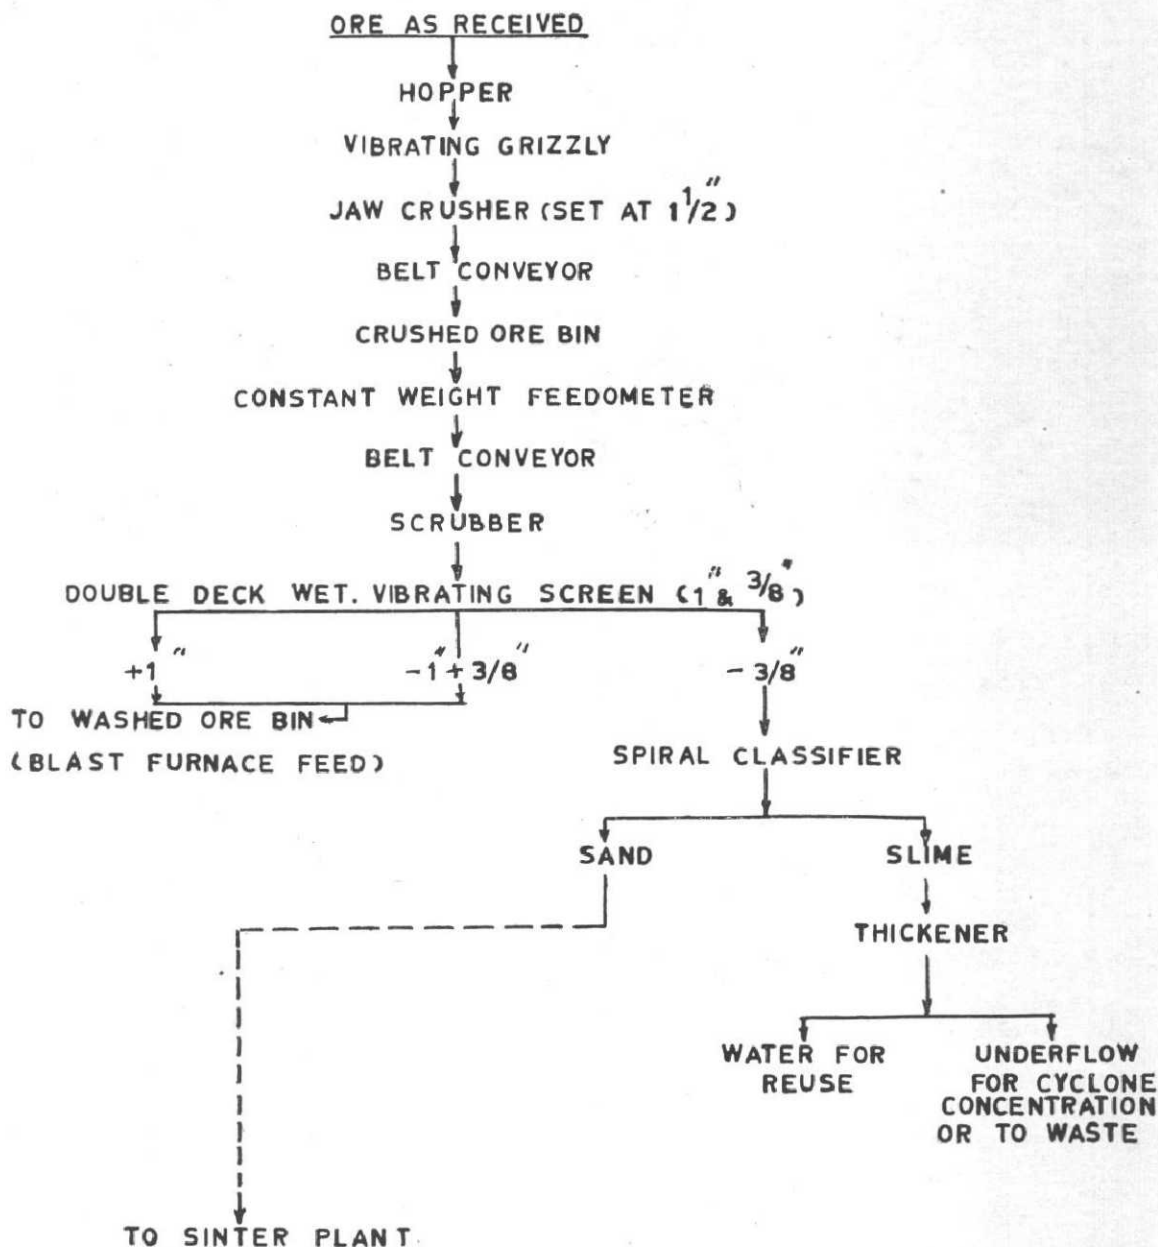 ORE AS RECEIVED
HOPPER
VIBRATING GRIZZLY
JAW CRUSHER (SET AT 1 1/2")
BELT CONVEYOR
CRUSHED ORE BIN
CONSTANT WEIGHT FEEDOMETER
BELT CONVEYOR
SCRUBBER
DOUBLE DECK WET. VIBRATING SCREEN (1" & 3/8")
+1"
-1" + 3/8"
- 3/8"
TO WASHED ORE BIN
(BLAST FURNACE FEED)
SPIRAL CLASSIFIER
SAND
SLIME
THICKENER
WATER FOR
REUSE
UNDERFLOW
FOR CYCLONE
CONCENTRATION
OR TO WASTE
TO SINTER PLANT